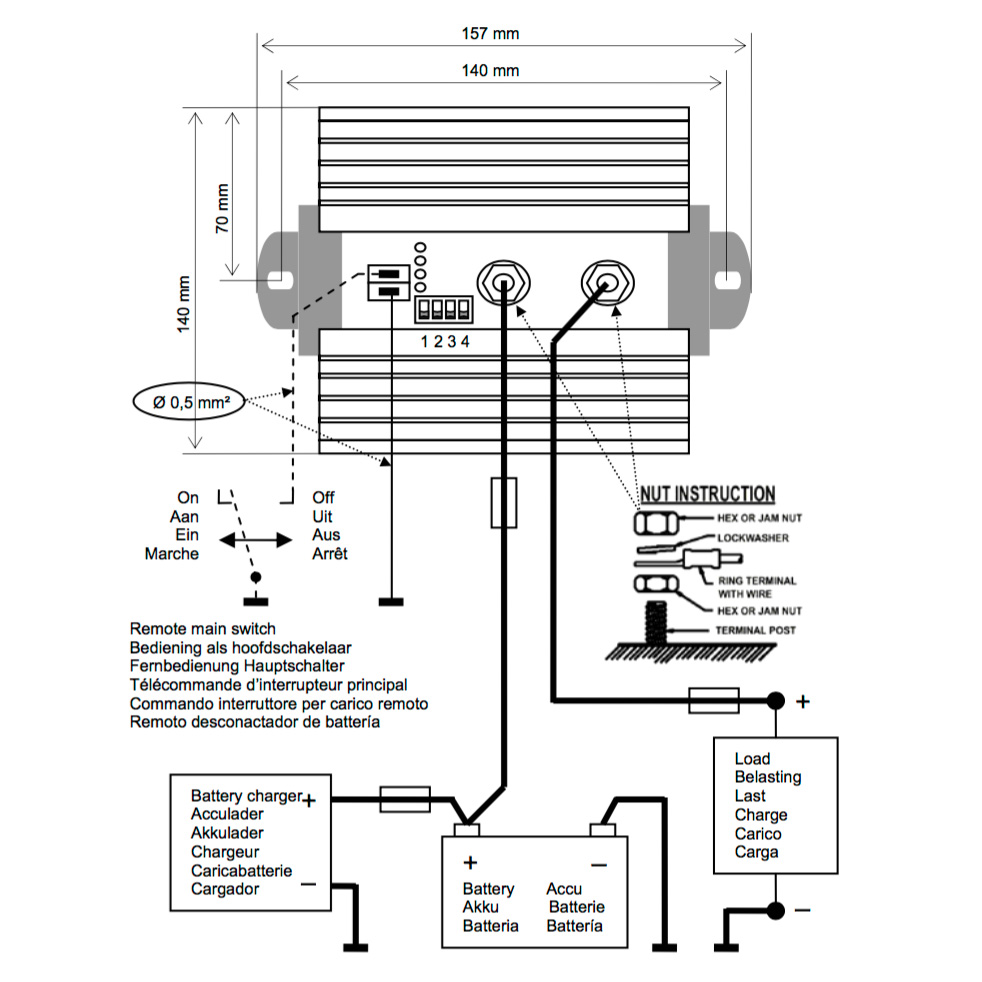 157 mm
140 mm
70 mm
140 mm
1 2 3 4
Ø 0,5 mm²
On
Aan
Ein
Marche
Off
Uit
Aus
Arrêt
NUT INSTRUCTION
HEX OR JAM NUT
LOCKWASHER
RING TERMINAL
WITH WIRE
HEX OR JAM NUT
TERMINAL POST
Remote main switch
Bediening als hoofdschakelaar
Fernbedienung Hauptschalter
Télécommande d'interrupteur principal
Commando interruttore per carico remoto
Remoto desconactador de battería
+
Load
Belasting
Last
Charge
Carico
Carga
–
Battery charger +
Acculader
Akkulader
Chargeur
Caricabatterie
Cargador –
+ –
Battery Accu
Akku Batterie
Batteria Batería